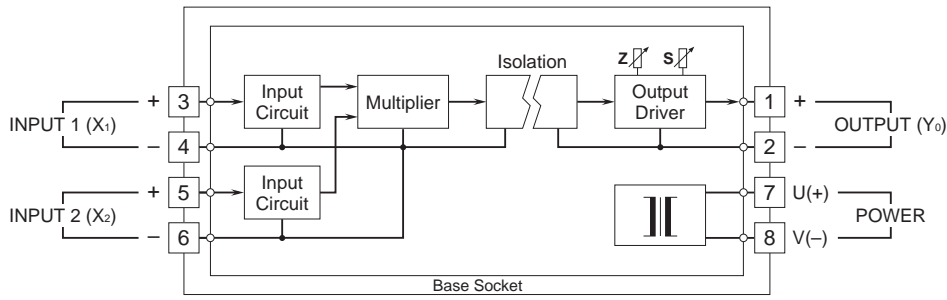 Isolation
Z
S
Input
Circuit
Multiplier
Output
Driver
INPUT 1 (X1)
+
3
–
4
1
+
2
–
OUTPUT (Y0)
Input
Circuit
INPUT 2 (X2)
+
5
–
6
7
U(+)
8
V(–)
POWER
Base Socket